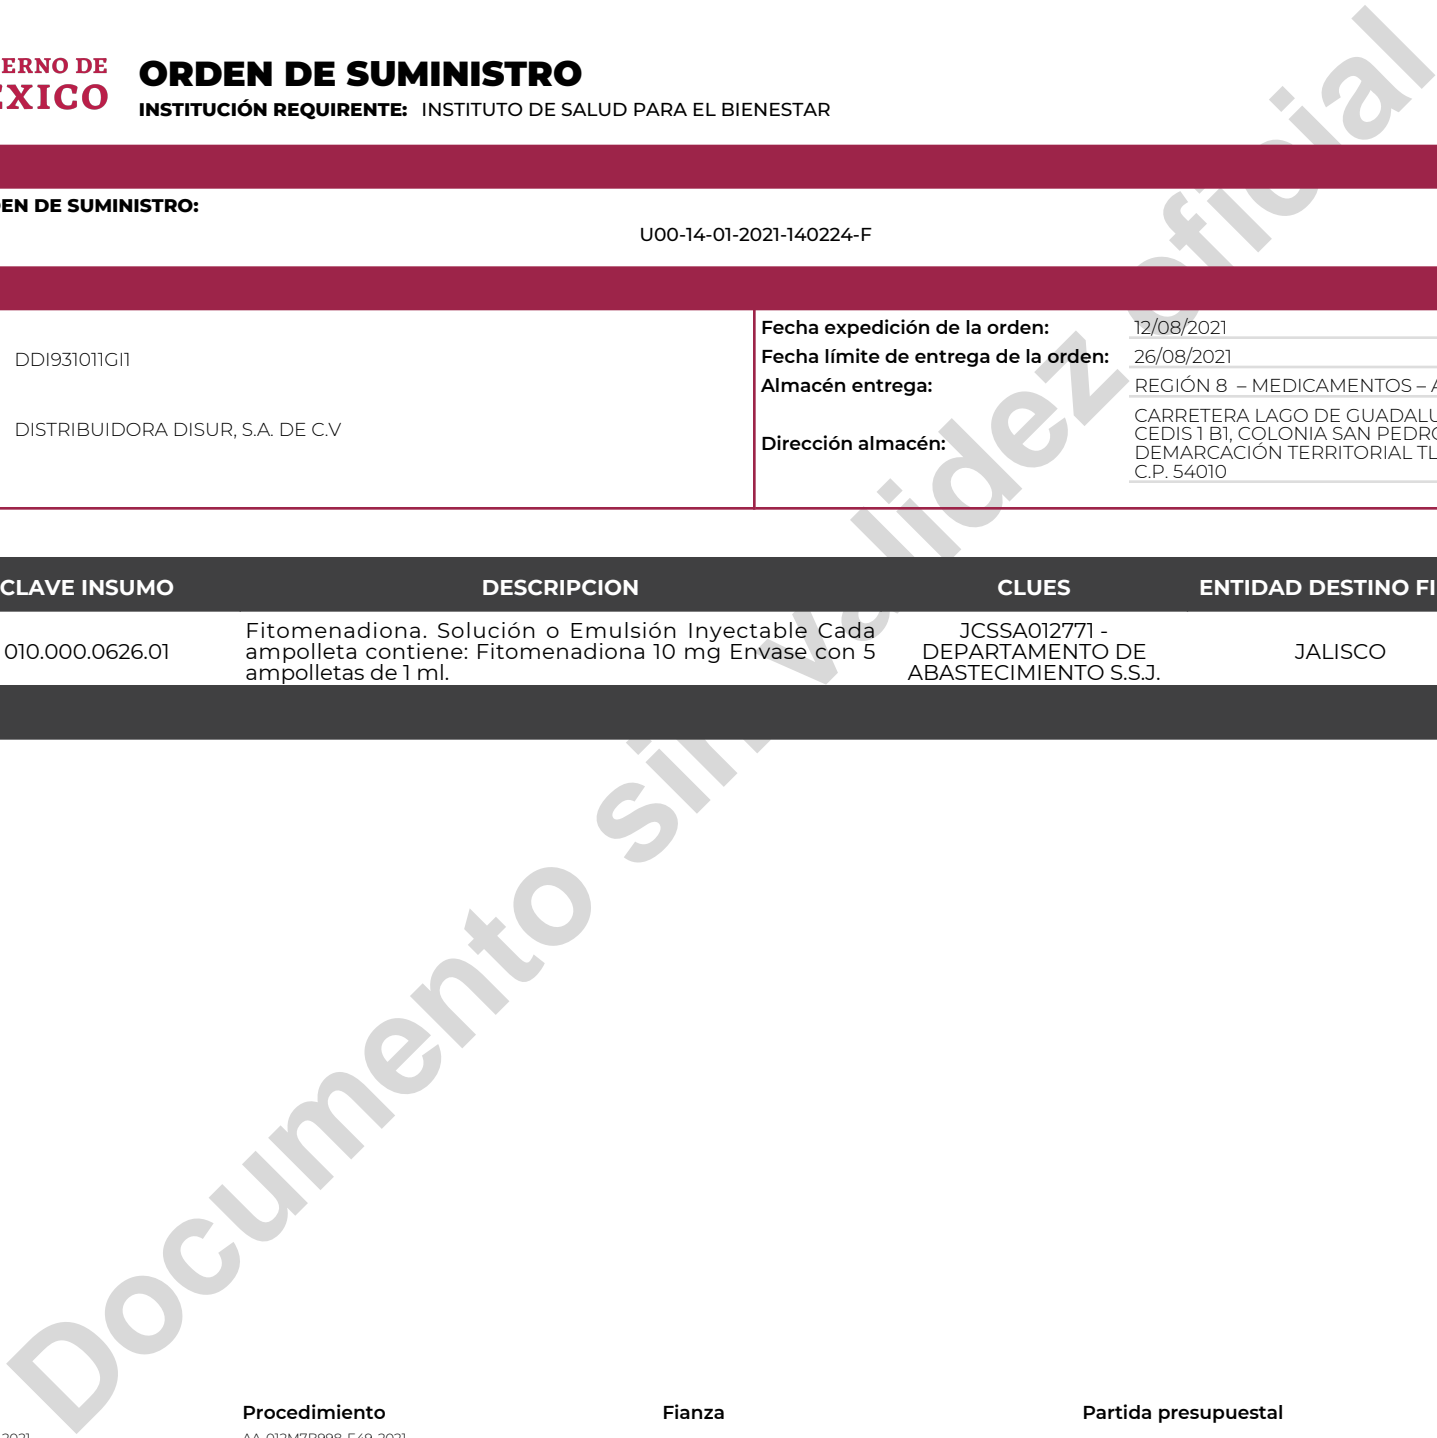 ERNO DE
EXICO
ORDEN DE SUMINISTRO
INSTITUCIÓN REQUIRENTE: INSTITUTO DE SALUD PARA EL BIENESTAR
EN DE SUMINISTRO:
U00-14-01-2021-140224-F
DDI931011GI1
DISTRIBUIDORA DISUR, S.A. DE C.V
Fecha expedición de la orden: 12/08/2021
Fecha límite de entrega de la orden: 26/08/2021
Almacén entrega: REGIÓN 8 – MEDICAMENTOS – A
Dirección almacén:
CARRETERA LAGO DE GUADALU
CEDIS 1 B1, COLONIA SAN PEDRO
DEMARCACIÓN TERRITORIAL TL
C.P. 54010
CLAVE INSUMO DESCRIPCION CLUES ENTIDAD DESTINO FI
010.000.0626.01
Fitomenadiona. Solución o Emulsión Inyectable Cada
ampolleta contiene: Fitomenadiona 10 mg Envase con 5
ampolletas de 1 ml.
JCSSA012771 -
DEPARTAMENTO DE
ABASTECIMIENTO S.S.J.
JALISCO
Documento sin validez oficial
Procedimiento Fianza Partida presupuestal